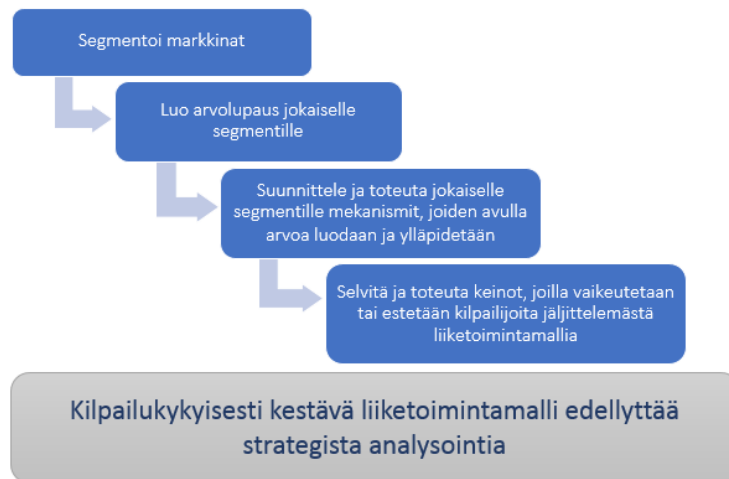 Segmentoi markkinat
Luo arvolupaus jokaiselle
segmentille
Suunnittele ja toteuta jokaiselle
segmentille mekanismit, joiden avulla
arvoa luodaan ja ylläpidetään
Selvitä ja toteuta keinot, joilla vaikeutetaan
tai estetään kilpailijoita jäljittelemästä
liiketoimintamallia
Kilpailukykyisesti kestävä liiketoimintamalli edellyttää
strategista analysointia